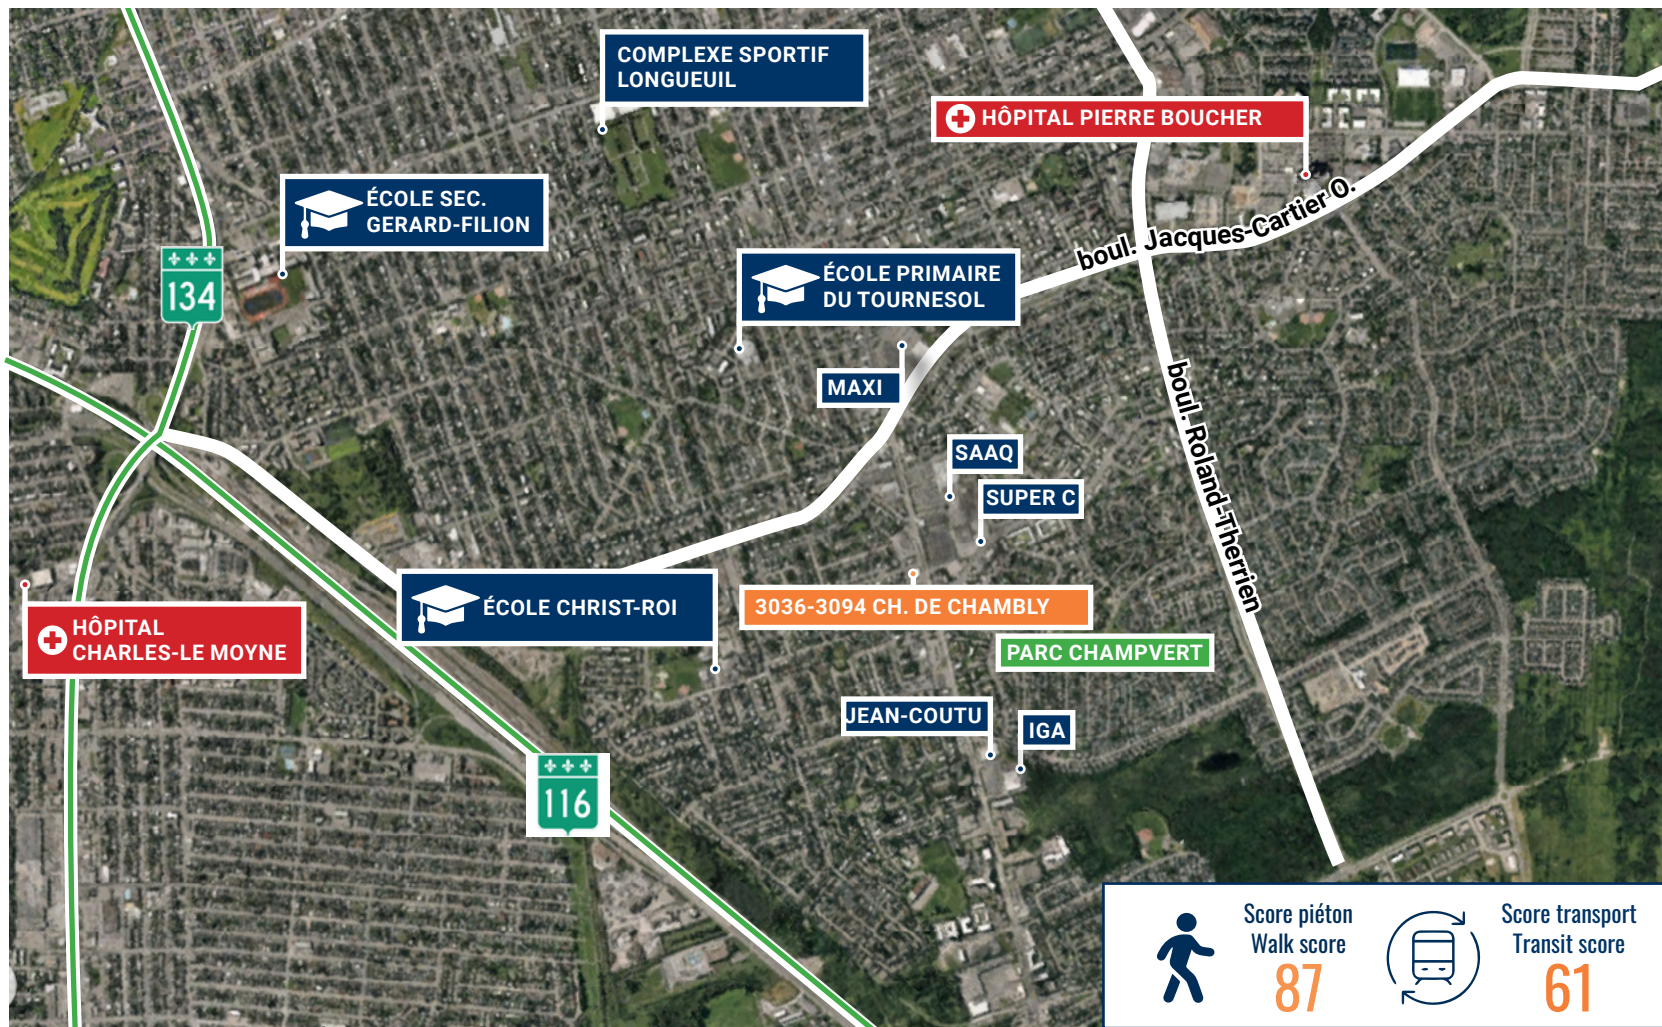 COMPLEXE SPORTIF
LONGUEUIL
HÔPITAL PIERRE BOUCHER
ÉCOLE SEC.
GERARD-FILION
boul. Jacques-Cartier O.
134
ÉCOLE PRIMAIRE
DU TOURNESOL
MAXI
boul. Roland-Therrien
SAAQ
SUPER C
ÉCOLE CHRIST-ROI
3036-3094 CH. DE CHAMBLY
HÔPITAL
CHARLES-LE MOYNE
PARC CHAMPVERT
JEAN-COUTU
IGA
116
Score piéton
Walk score
87
Score transport
Transit score
61